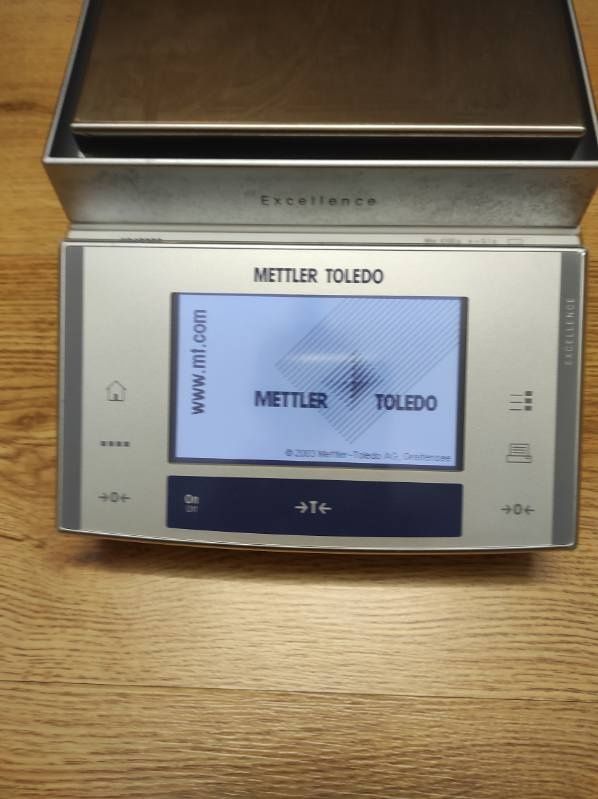 Excellence
METTLER TOLEDO
www.mt.com
METTLER TOLEDO
© 2003 Mettler-Toledo AG, Greifensee
EXCELLENCE
→0←
On
Off
→T←
→0←